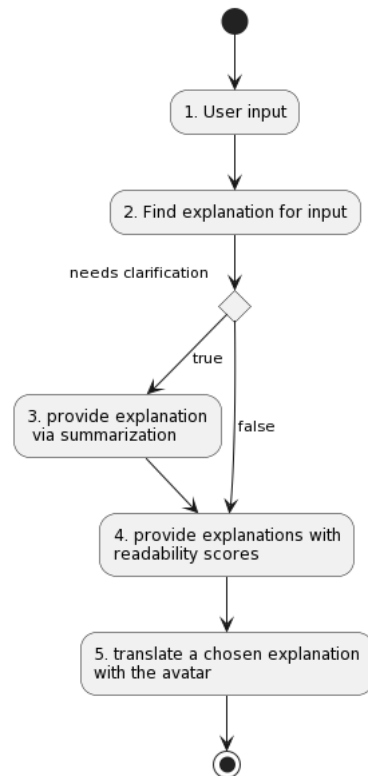 1. User input
2. Find explanation for input
needs clarification
true
3. provide explanation
via summarization
false
4. provide explanations with
readability scores
5. translate a chosen explanation
with the avatar